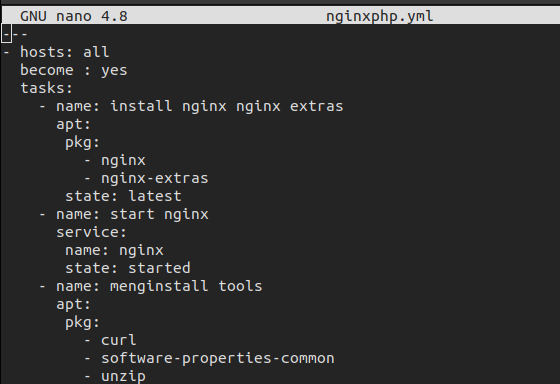 GNU nano 4.8 nginxphp.yml
---
- hosts: all
  become : yes
  tasks:
    - name: install nginx nginx extras
      apt:
       pkg:
         - nginx
         - nginx-extras
       state: latest
    - name: start nginx
      service:
       name: nginx
       state: started
    - name: menginstall tools
      apt:
       pkg:
         - curl
         - software-properties-common
         - unzip